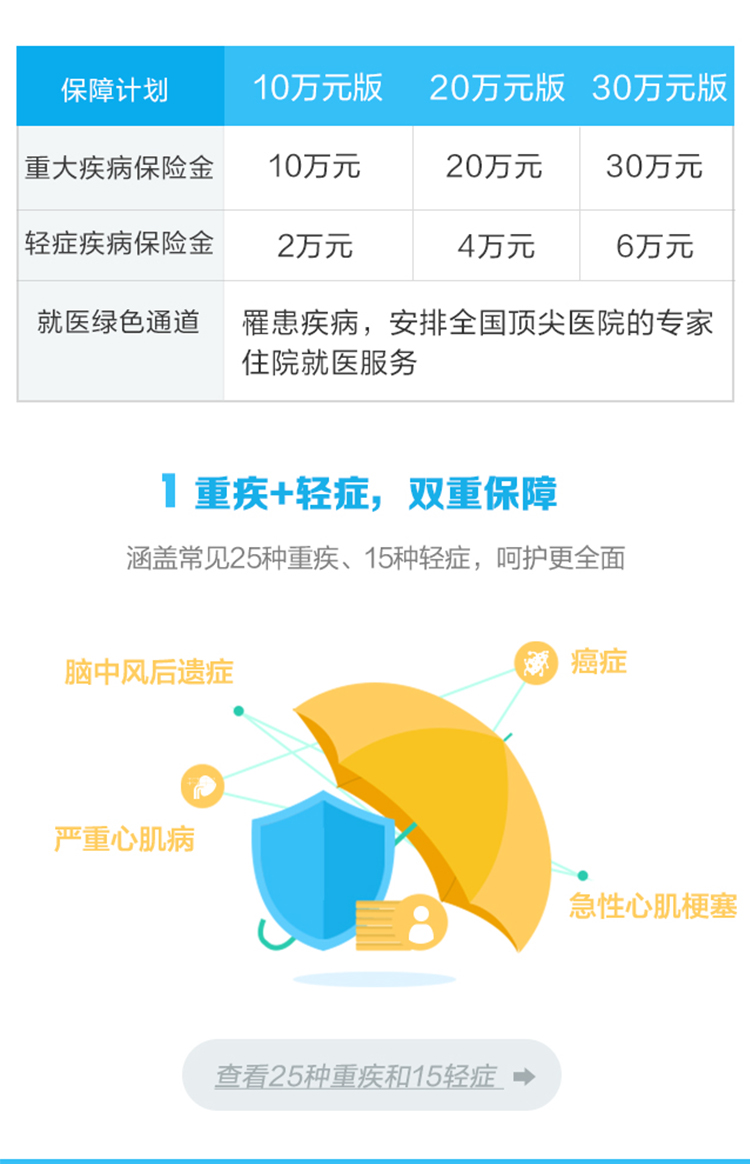 保障计划 10万元版 20万元版 30万元版
重大疾病保险金 10万元 20万元 30万元
轻症疾病保险金 2万元 4万元 6万元
就医绿色通道 罹患疾病，安排全国顶尖医院的专家
住院就医服务
1 重疾+轻症，双重保障
涵盖常见25种重疾、15种轻症，呵护更全面
癌症
脑中风后遗症
严重心肌病
急性心肌梗塞
查看25种重疾和15轻症